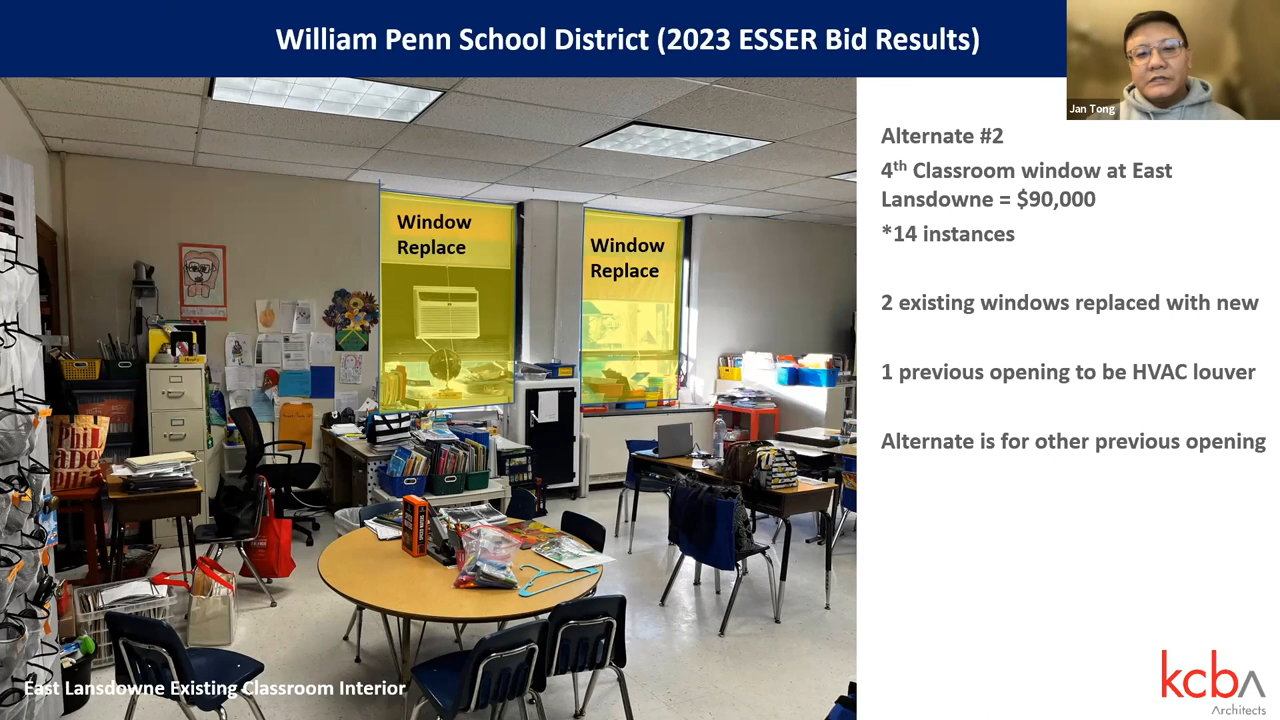 William Penn School District (2023 ESSER Bid Results)
Jan Tong
Alternate #2
4th Classroom window at East
Lansdowne = $90,000
*14 instances
2 existing windows replaced with new
1 previous opening to be HVAC louver
Alternate is for other previous opening
Window
Replace
Window
Replace
East Lansdowne Existing Classroom Interior
kcba
Architects